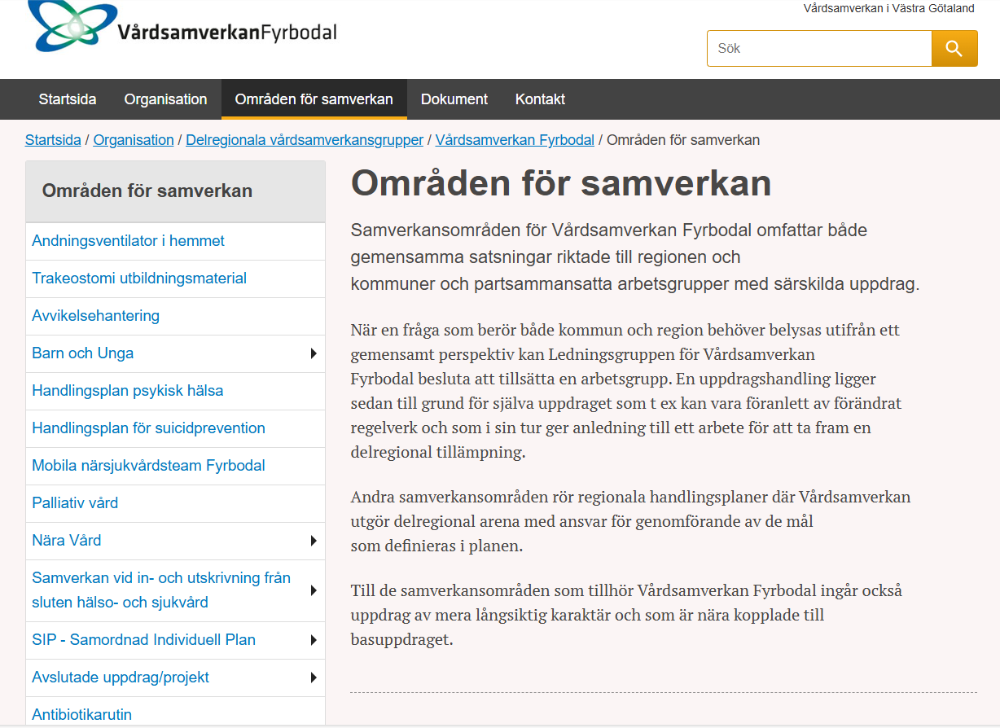 Vårdsamverkan i Västra Götaland
VårdsamverkanFyrbodal
Sök
Startsida Organisation Områden för samverkan Dokument Kontakt
Startsida / Organisation / Delregionala vårdsamverkansgrupper / Vårdsamverkan Fyrbodal / Områden för samverkan
Områden för samverkan
Andningsventilator i hemmet
Trakeostomi utbildningsmaterial
Avvikelsehantering
Barn och Unga
Handlingsplan psykisk hälsa
Handlingsplan för suicidprevention
Mobila närsjukvårdsteam Fyrbodal
Palliativ vård
Nära Vård
Samverkan vid in- och utskrivning från
sluten hälso- och sjukvård
SIP - Samordnad Individuell Plan
Avslutade uppdrag/projekt
Antibiotikarutin
Områden för samverkan
Samverkansområden för Vårdsamverkan Fyrbodal omfattar både
gemensamma satsningar riktade till regionen och
kommuner och partsammansatta arbetsgrupper med särskilda uppdrag.
När en fråga som berör både kommun och region behöver belysas utifrån ett
gemensamt perspektiv kan Ledningsgruppen för Vårdsamverkan
Fyrbodal besluta att tillsätta en arbetsgrupp. En uppdragshandling ligger
sedan till grund för själva uppdraget som t ex kan vara föranlett av förändrat
regelverk och som i sin tur ger anledning till ett arbete för att ta fram en
delregional tillämpning.
Andra samverkansområden rör regionala handlingsplaner där Vårdsamverkan
utgör delregional arena med ansvar för genomförande av de mål
som definieras i planen.
Till de samverkansområden som tillhör Vårdsamverkan Fyrbodal ingår också
uppdrag av mera långsiktig karaktär och som är nära kopplade till
basuppdraget.